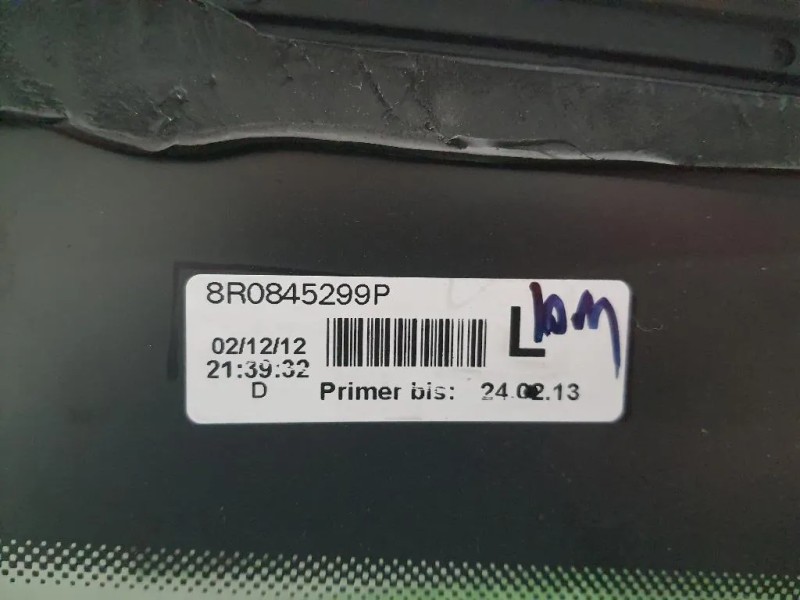 8R0845299P
L
02/12/12
21:39:32
D Primer bis: 24.02.13